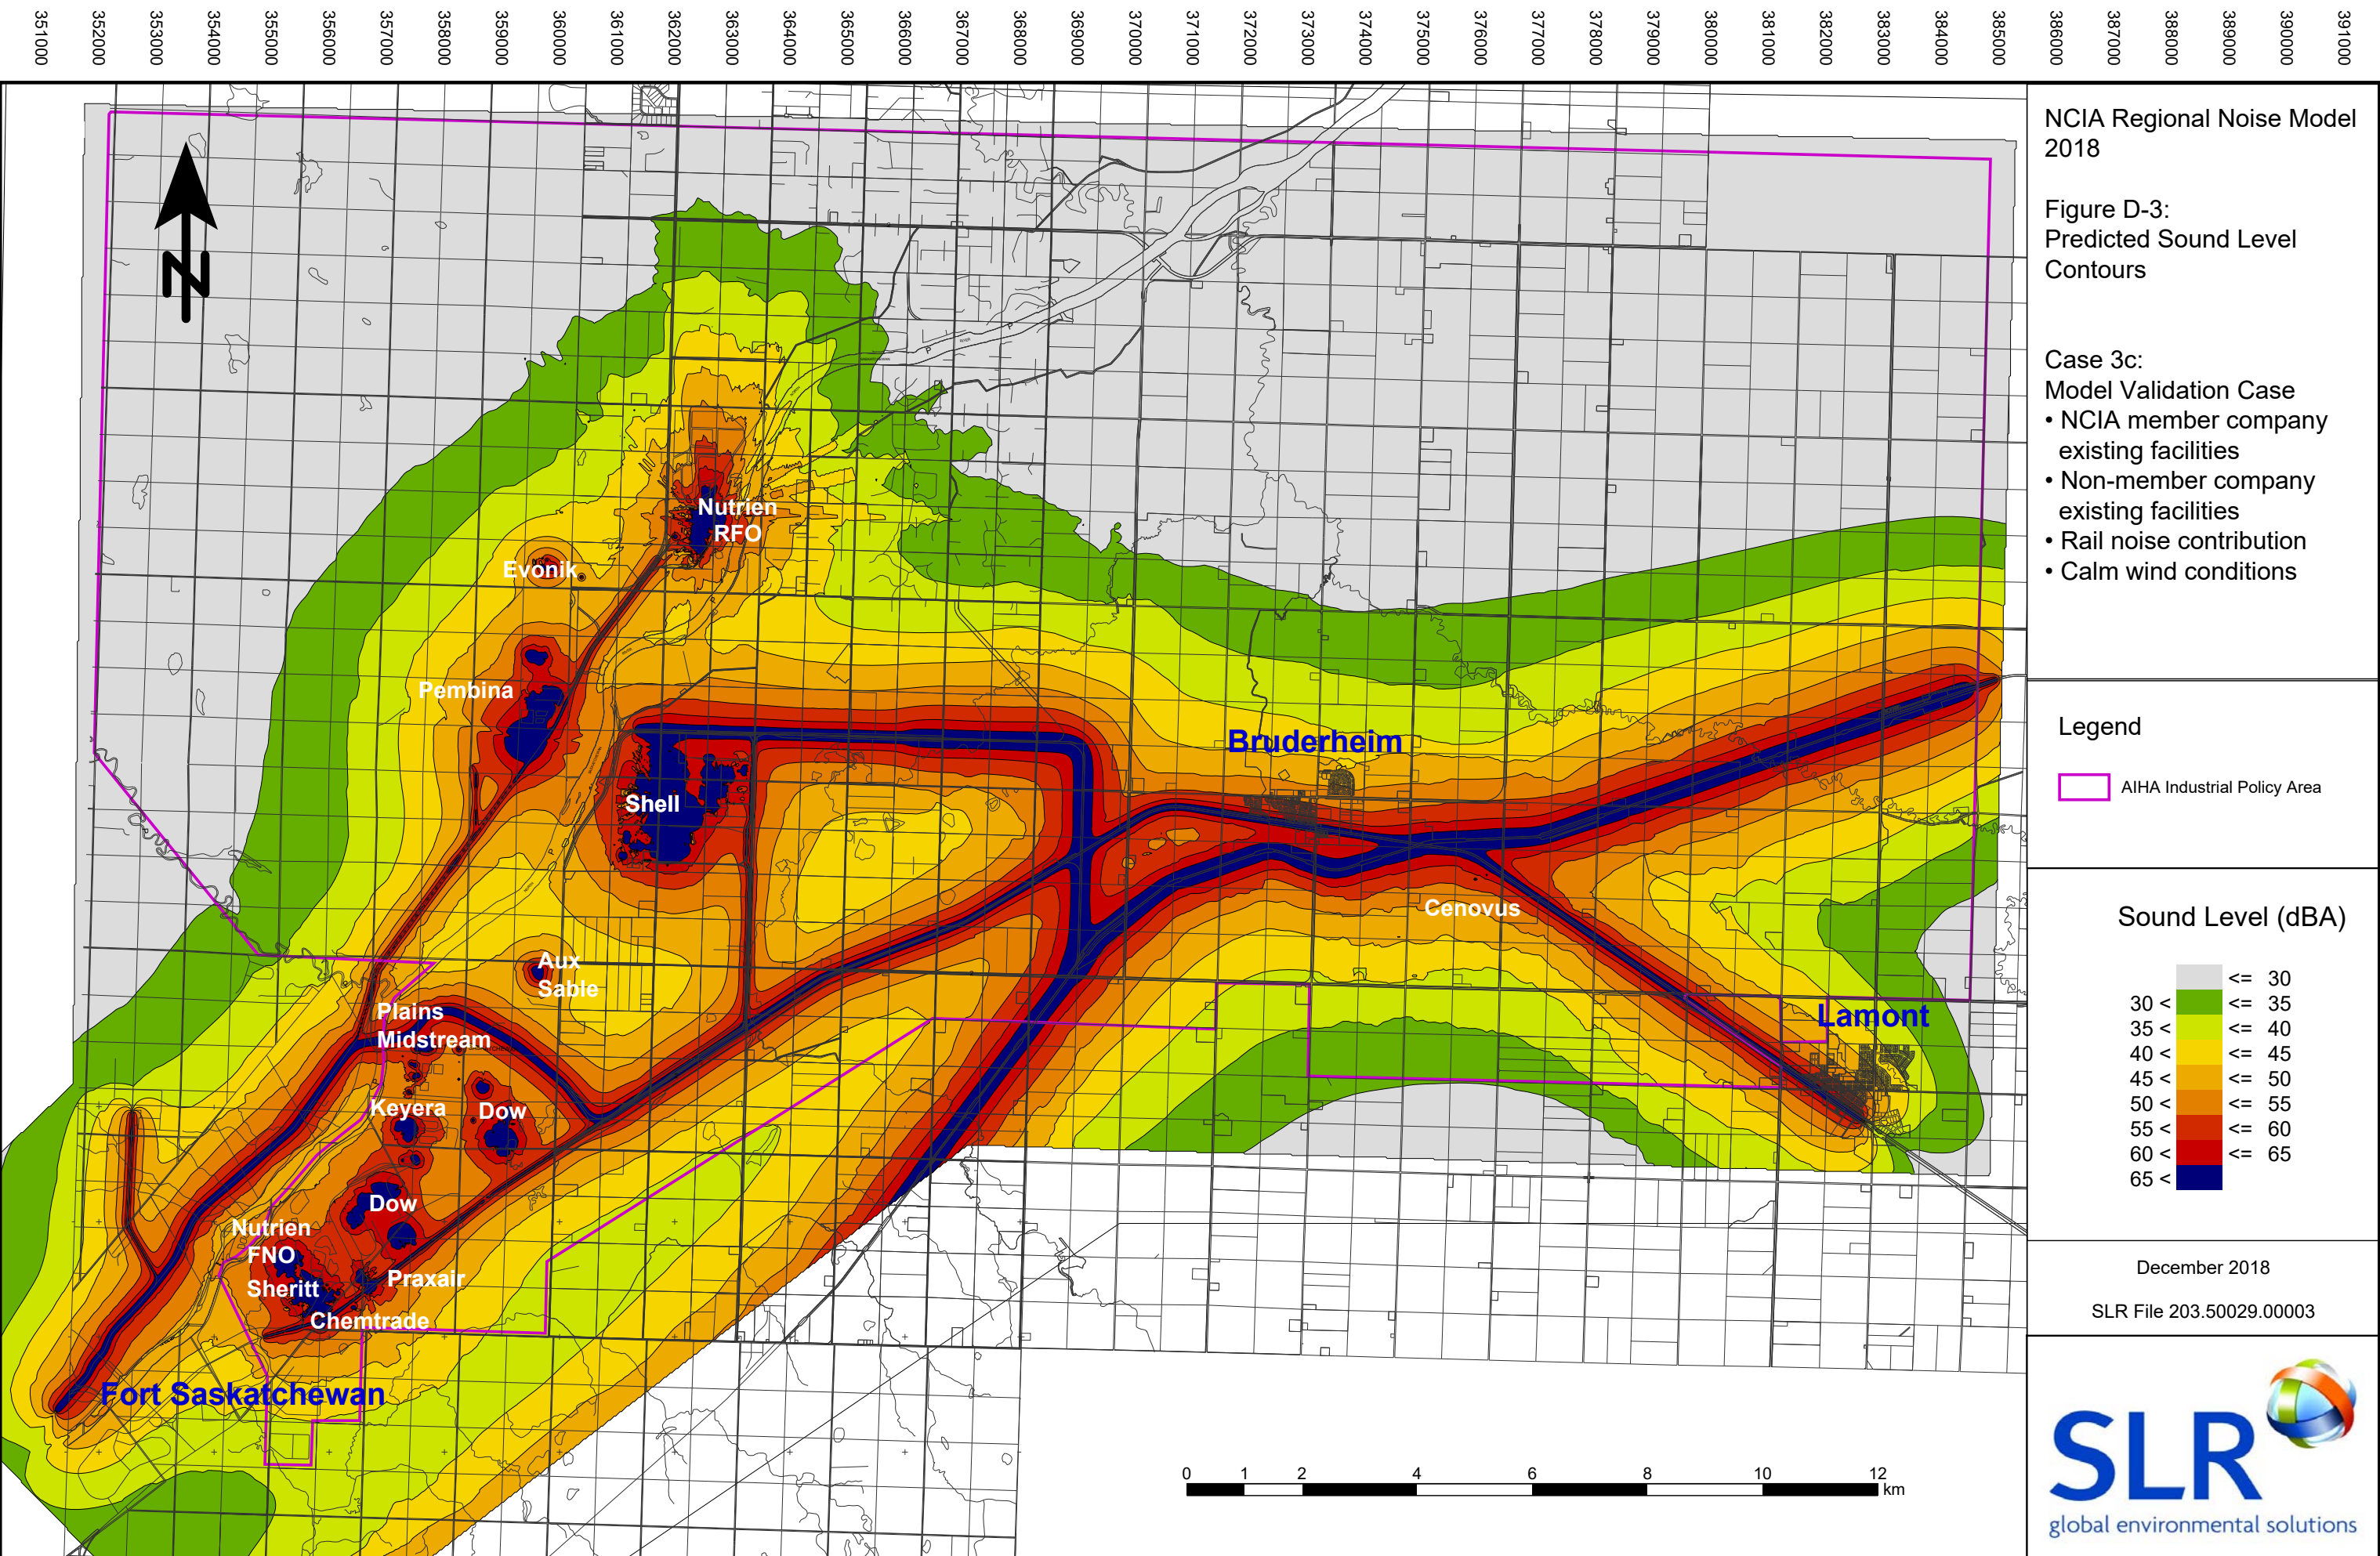 351000
352000
353000
354000
355000
356000
357000
358000
359000
360000
361000
362000
363000
364000
365000
366000
367000
368000
369000
370000
371000
372000
373000
374000
375000
376000
377000
378000
379000
380000
381000
382000
383000
384000
385000
386000
387000
388000
389000
390000
391000
N
Nutrien
RFO
Evonik
Pembina
Shell
Bruderheim
Cenovus
Aux
Sable
Plains
Midstream
Lamont
Keyera
Dow
Dow
Nutrien
FNO
Sheritt
Praxair
Chemtrade
Fort Saskatchewan
0 1 2 4 6 8 10 12
km
NCIA Regional Noise Model
2018
Figure D-3:
Predicted Sound Level
Contours
Case 3c:
Model Validation Case
• NCIA member company
existing facilities
• Non-member company
existing facilities
• Rail noise contribution
• Calm wind conditions
Legend
AIHA Industrial Policy Area
Sound Level (dBA)
<= 30
30 < <= 35
35 < <= 40
40 < <= 45
45 < <= 50
50 < <= 55
55 < <= 60
60 < <= 65
65 <
December 2018
SLR File 203.50029.00003
SLR
global environmental solutions